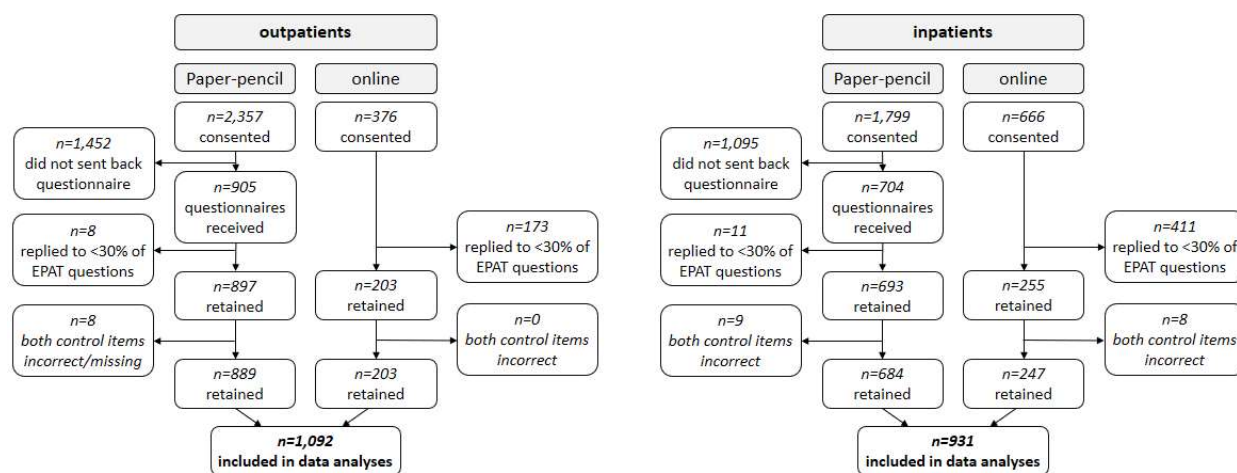 outpatients
Paper-pencil
online
n=2,357
consented
n=376
consented
n=1,452
did not sent back
questionnaire
n=905
questionnaires
received
n=8
replied to <30% of
EPAT questions
n=173
replied to <30% of
EPAT questions
n=897
retained
n=203
retained
n=8
both control items
incorrect/missing
n=0
both control items
incorrect
n=889
retained
n=203
retained
n=1,092
included in data analyses
inpatients
Paper-pencil
online
n=1,799
consented
n=666
consented
n=1,095
did not sent back
questionnaire
n=704
questionnaires
received
n=11
replied to <30% of
EPAT questions
n=411
replied to <30% of
EPAT questions
n=693
retained
n=255
retained
n=9
both control items
incorrect
n=8
both control items
incorrect
n=684
retained
n=247
retained
n=931
included in data analyses